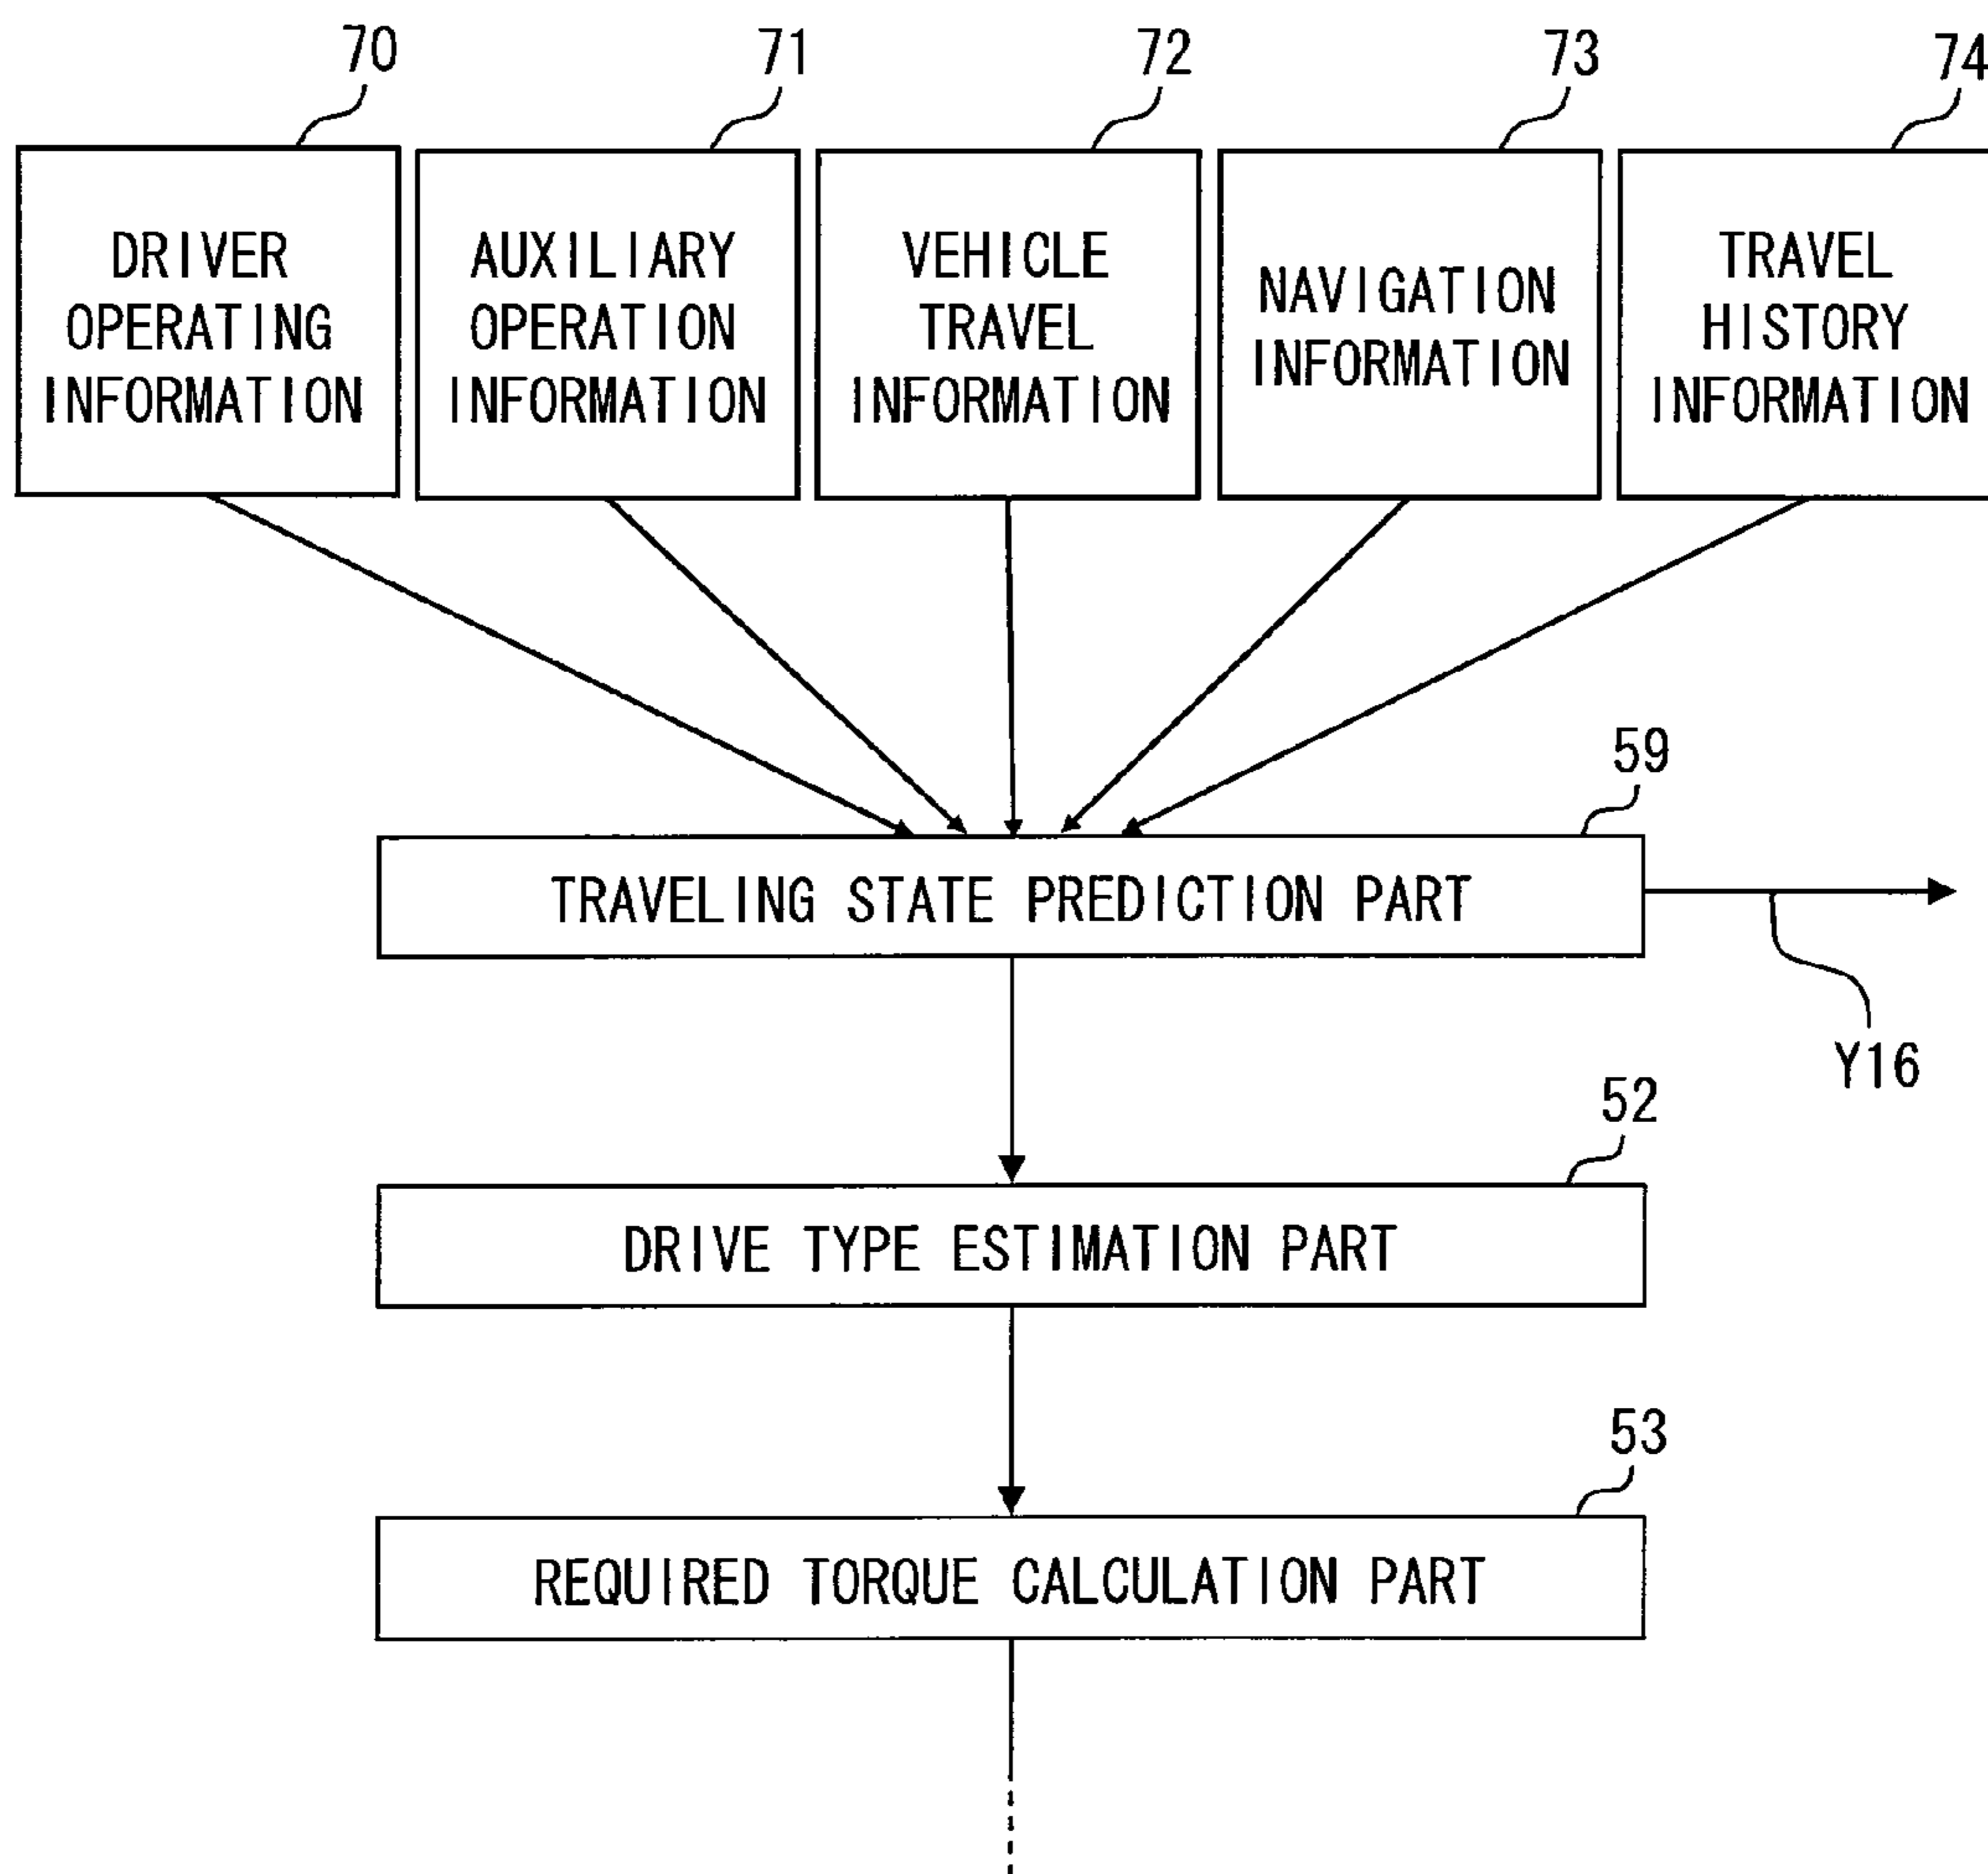 70
71
72
73
74
DRIVER
OPERATING
INFORMATION
AUXILIARY
OPERATION
INFORMATION
VEHICLE
TRAVEL
INFORMATION
NAVIGATION
INFORMATION
TRAVEL
HISTORY
INFORMATION
59
TRAVELING STATE PREDICTION PART
Y16
52
DRIVE TYPE ESTIMATION PART
53
REQUIRED TORQUE CALCULATION PART